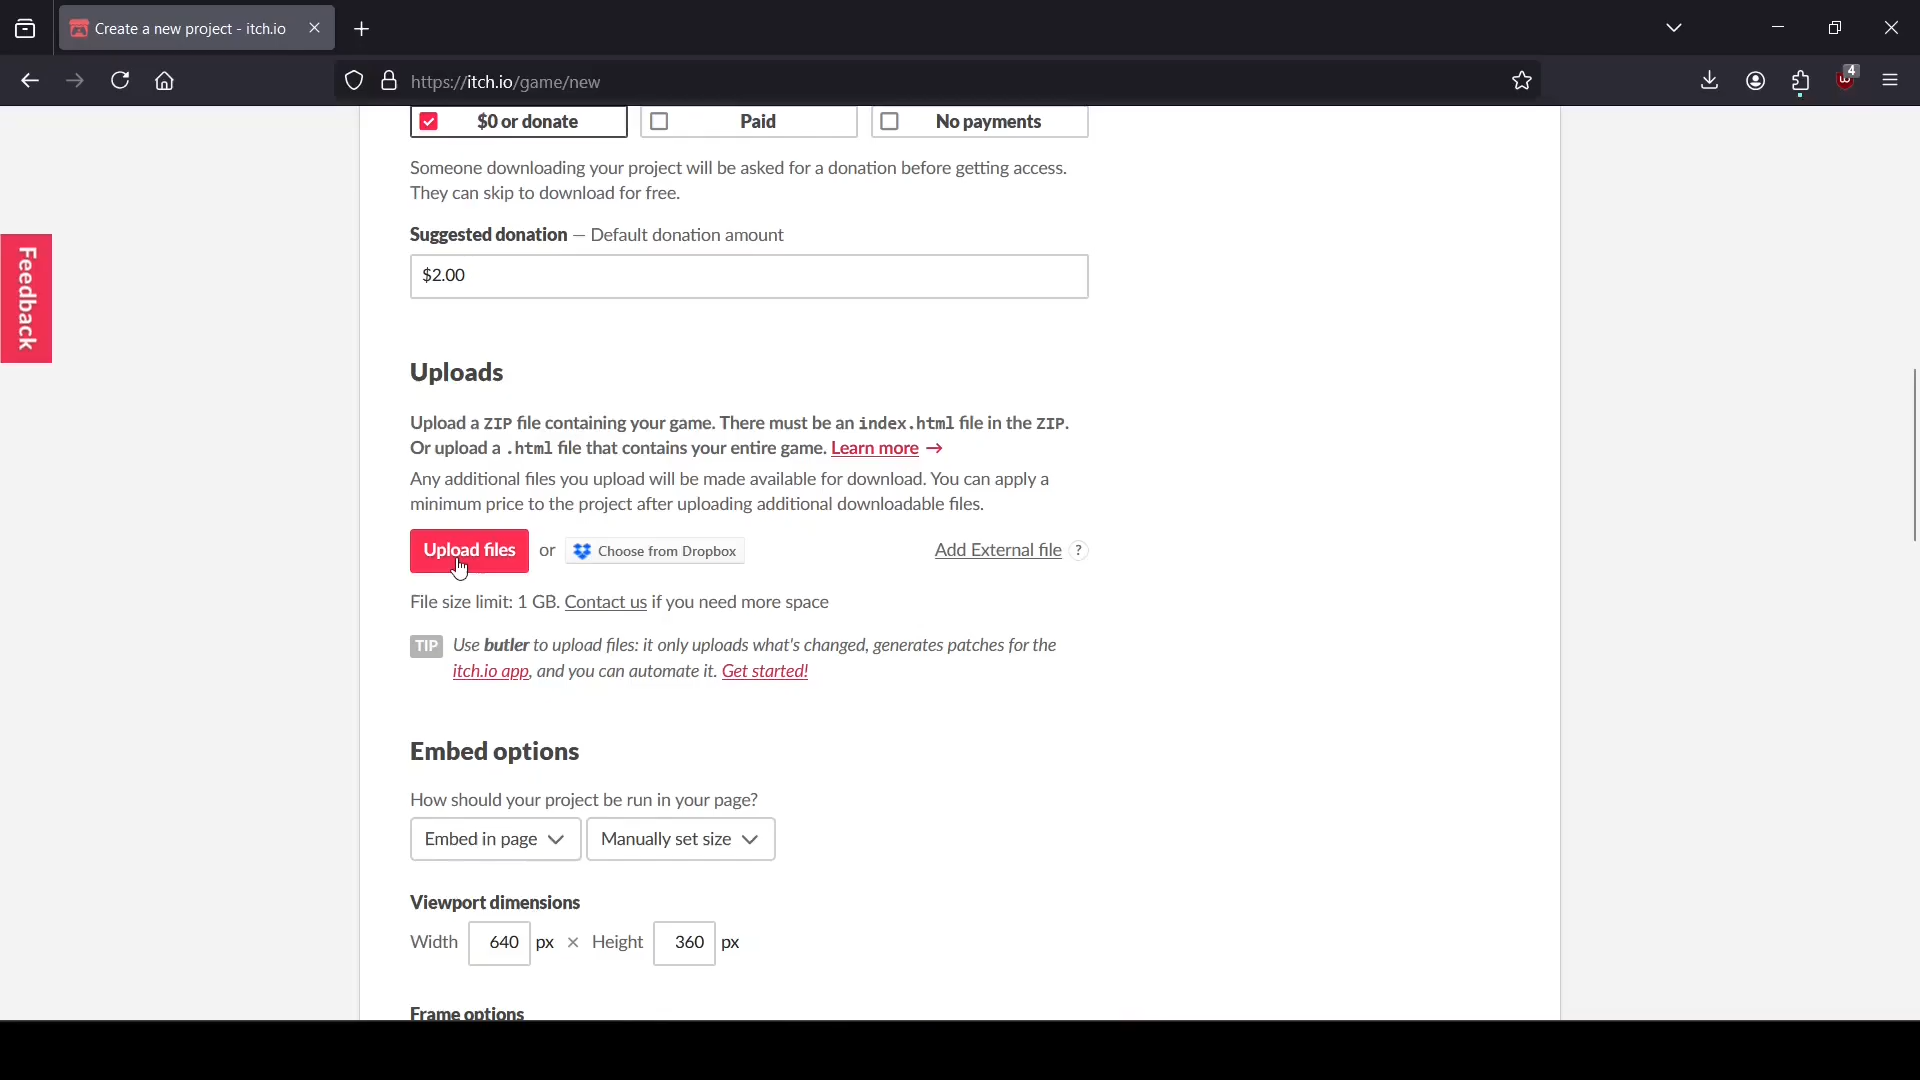 Create a new project - itch.io
https://itch.io/game/new
4
$0 or donate
Paid
No payments
Someone downloading your project will be asked for a donation before getting access.
They can skip to download for free.
Suggested donation — Default donation amount
$2.00
Feedback
Uploads
Upload a ZIP file containing your game. There must be an index.html file in the ZIP.
Or upload a .html file that contains your entire game. Learn more →
Any additional files you upload will be made available for download. You can apply a
minimum price to the project after uploading additional downloadable files.
Upload files or Choose from Dropbox Add External file ?
File size limit: 1 GB. Contact us if you need more space
TIP Use butler to upload files: it only uploads what's changed, generates patches for the
itch.io app, and you can automate it. Get started!
Embed options
How should your project be run in your page?
Embed in page Manually set size
Viewport dimensions
Width 640 px × Height 360 px
Frame options